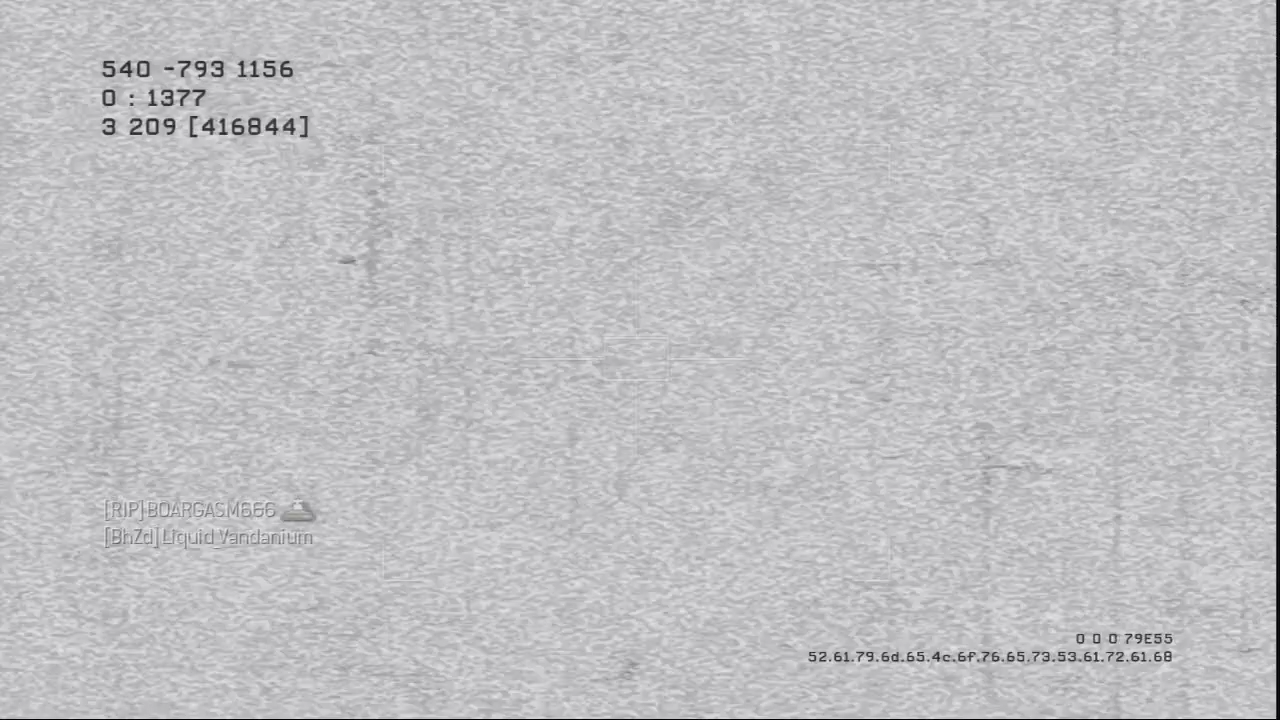 540 -793 1156
0 : 1377
3 209 [416844]
[RIP]BOARGASM666
[BhZd]Liquid_Vandanium
0 0 0 79E55
52.61.79.6d.65.4c.6f.76.65.73.53.61.72.61.68